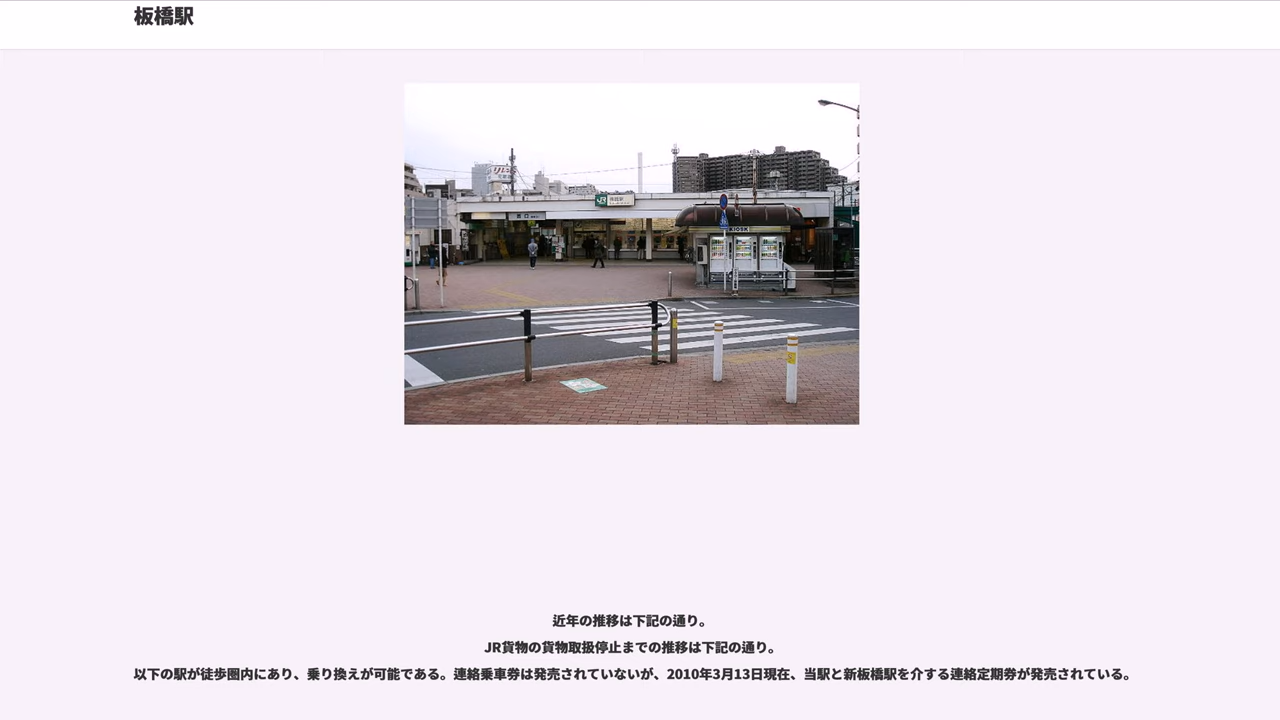 板橋駅
JR
KIOSK
近年の推移は下記の通り。
JR貨物の貨物取扱停止までの推移は下記の通り。
以下の駅が徒歩圏内にあり、乗り換えが可能である。連絡乗車券は発売されていないが、2010年3月13日現在、当駅と新板橋駅を介する連絡定期券が発売されている。